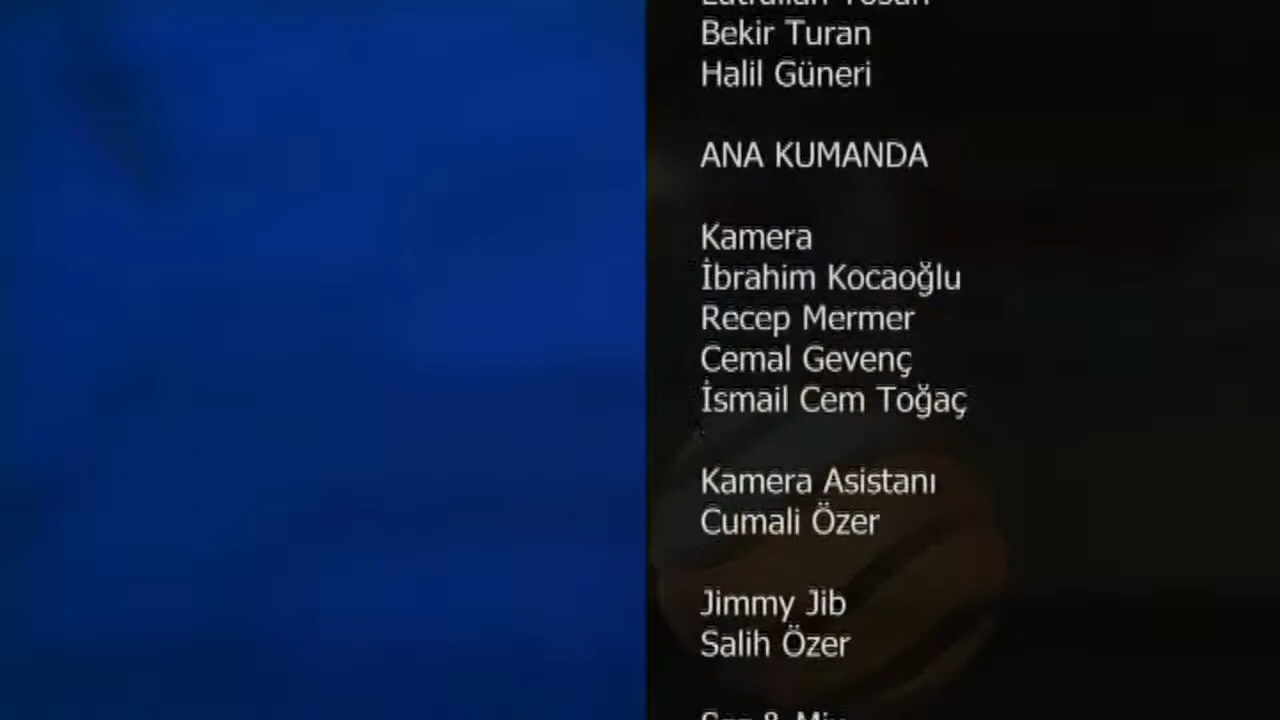 Bekir Turan
Halil Güneri
ANA KUMANDA
Kamera
İbrahim Kocaoğlu
Recep Mermer
Cemal Gevenç
İsmail Cem Toğaç
Kamera Asistanı
Cumali Özer
Jimmy Jib
Salih Özer